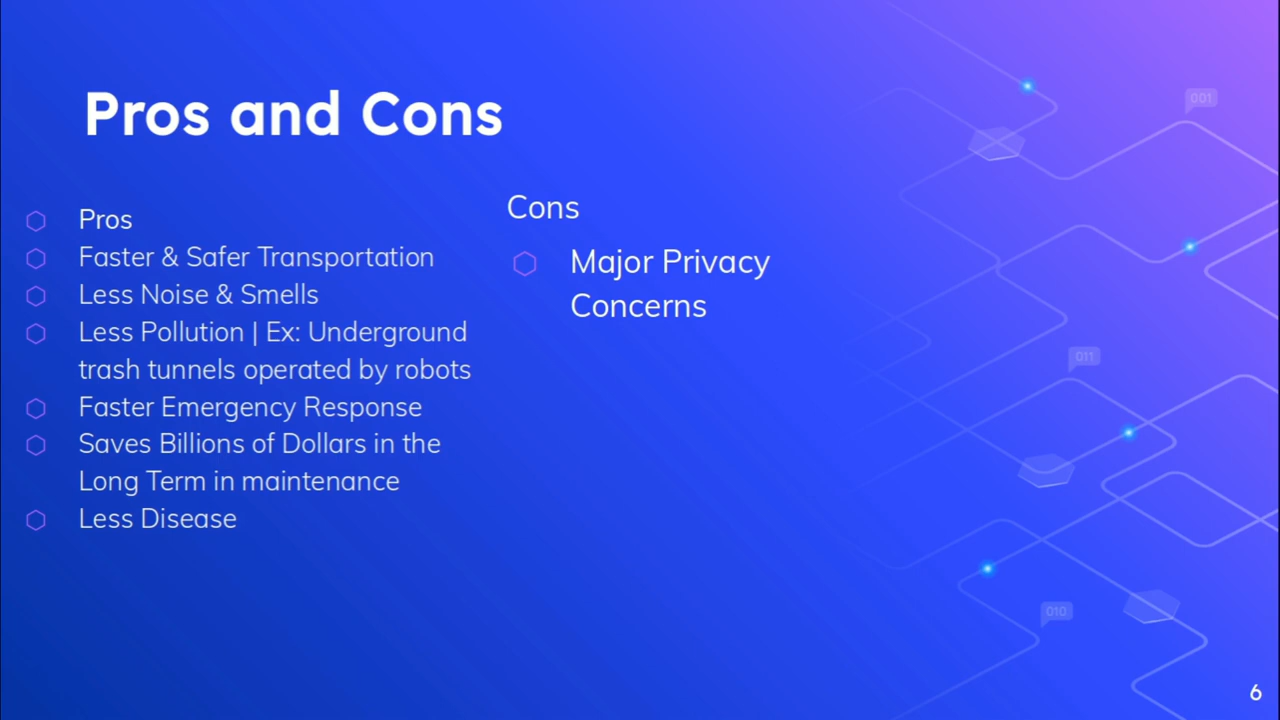 Pros and Cons
Pros
Faster & Safer Transportation
Less Noise & Smells
Less Pollution | Ex: Underground
trash tunnels operated by robots
Faster Emergency Response
Saves Billions of Dollars in the
Long Term in maintenance
Less Disease
Cons
Major Privacy
Concerns
001
011
010
6